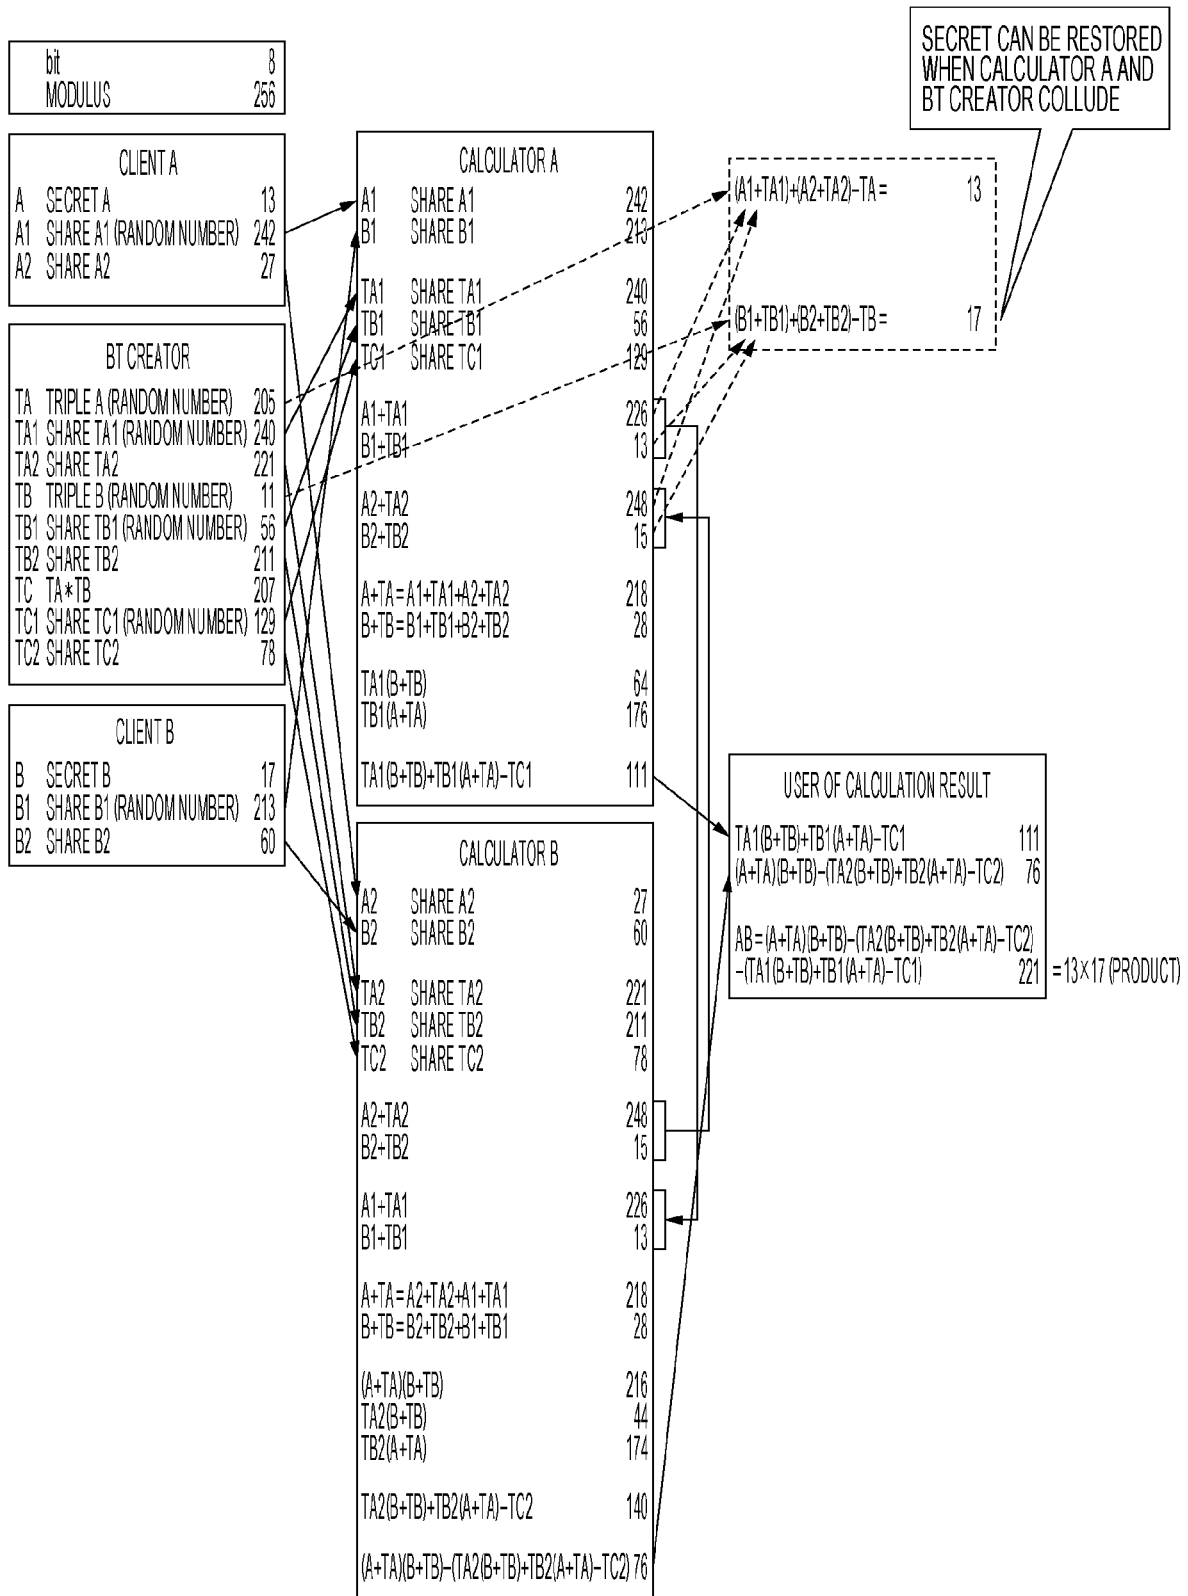 bit 8
MODULUS 256
SECRET CAN BE RESTORED
WHEN CALCULATOR A AND
BT CREATOR COLLUDE
CLIENT A
A SECRET A 13
A1 SHARE A1 (RANDOM NUMBER) 242
A2 SHARE A2 27
BT CREATOR
TA TRIPLE A (RANDOM NUMBER) 205
TA1 SHARE TA1 (RANDOM NUMBER) 240
TA2 SHARE TA2 221
TB TRIPLE B (RANDOM NUMBER) 11
TB1 SHARE TB1 (RANDOM NUMBER) 56
TB2 SHARE TB2 211
TC TA*TB 207
TC1 SHARE TC1 (RANDOM NUMBER) 129
TC2 SHARE TC2 78
CLIENT B
B SECRET B 17
B1 SHARE B1 (RANDOM NUMBER) 213
B2 SHARE B2 60
CALCULATOR A
A1 SHARE A1 242
B1 SHARE B1 213
TA1 SHARE TA1 240
TB1 SHARE TB1 56
TC1 SHARE TC1 129
A1+TA1 226
B1+TB1 13
A2+TA2 248
B2+TB2 15
A+TA=A1+TA1+A2+TA2 218
B+TB=B1+TB1+B2+TB2 28
TA1(B+TB) 64
TB1(A+TA) 176
TA1(B+TB)+TB1(A+TA)-TC1 111
CALCULATOR B
A2 SHARE A2 27
B2 SHARE B2 60
TA2 SHARE TA2 221
TB2 SHARE TB2 211
TC2 SHARE TC2 78
A2+TA2 248
B2+TB2 15
A1+TA1 226
B1+TB1 13
A+TA=A2+TA2+A1+TA1 218
B+TB=B2+TB2+B1+TB1 28
(A+TA)(B+TB) 216
TA2(B+TB) 44
TB2(A+TA) 174
TA2(B+TB)+TB2(A+TA)-TC2 140
(A+TA)(B+TB)-(TA2(B+TB)+TB2(A+TA)-TC2) 76
(A1+TA1)+(A2+TA2)-TA= 13
(B1+TB1)+(B2+TB2)-TB= 17
USER OF CALCULATION RESULT
TA1(B+TB)+TB1(A+TA)-TC1 111
(A+TA)(B+TB)-(TA2(B+TB)+TB2(A+TA)-TC2) 76
AB=(A+TA)(B+TB)-(TA2(B+TB)+TB2(A+TA)-TC2)
-(TA1(B+TB)+TB1(A+TA)-TC1) 221 =13×17 (PRODUCT)